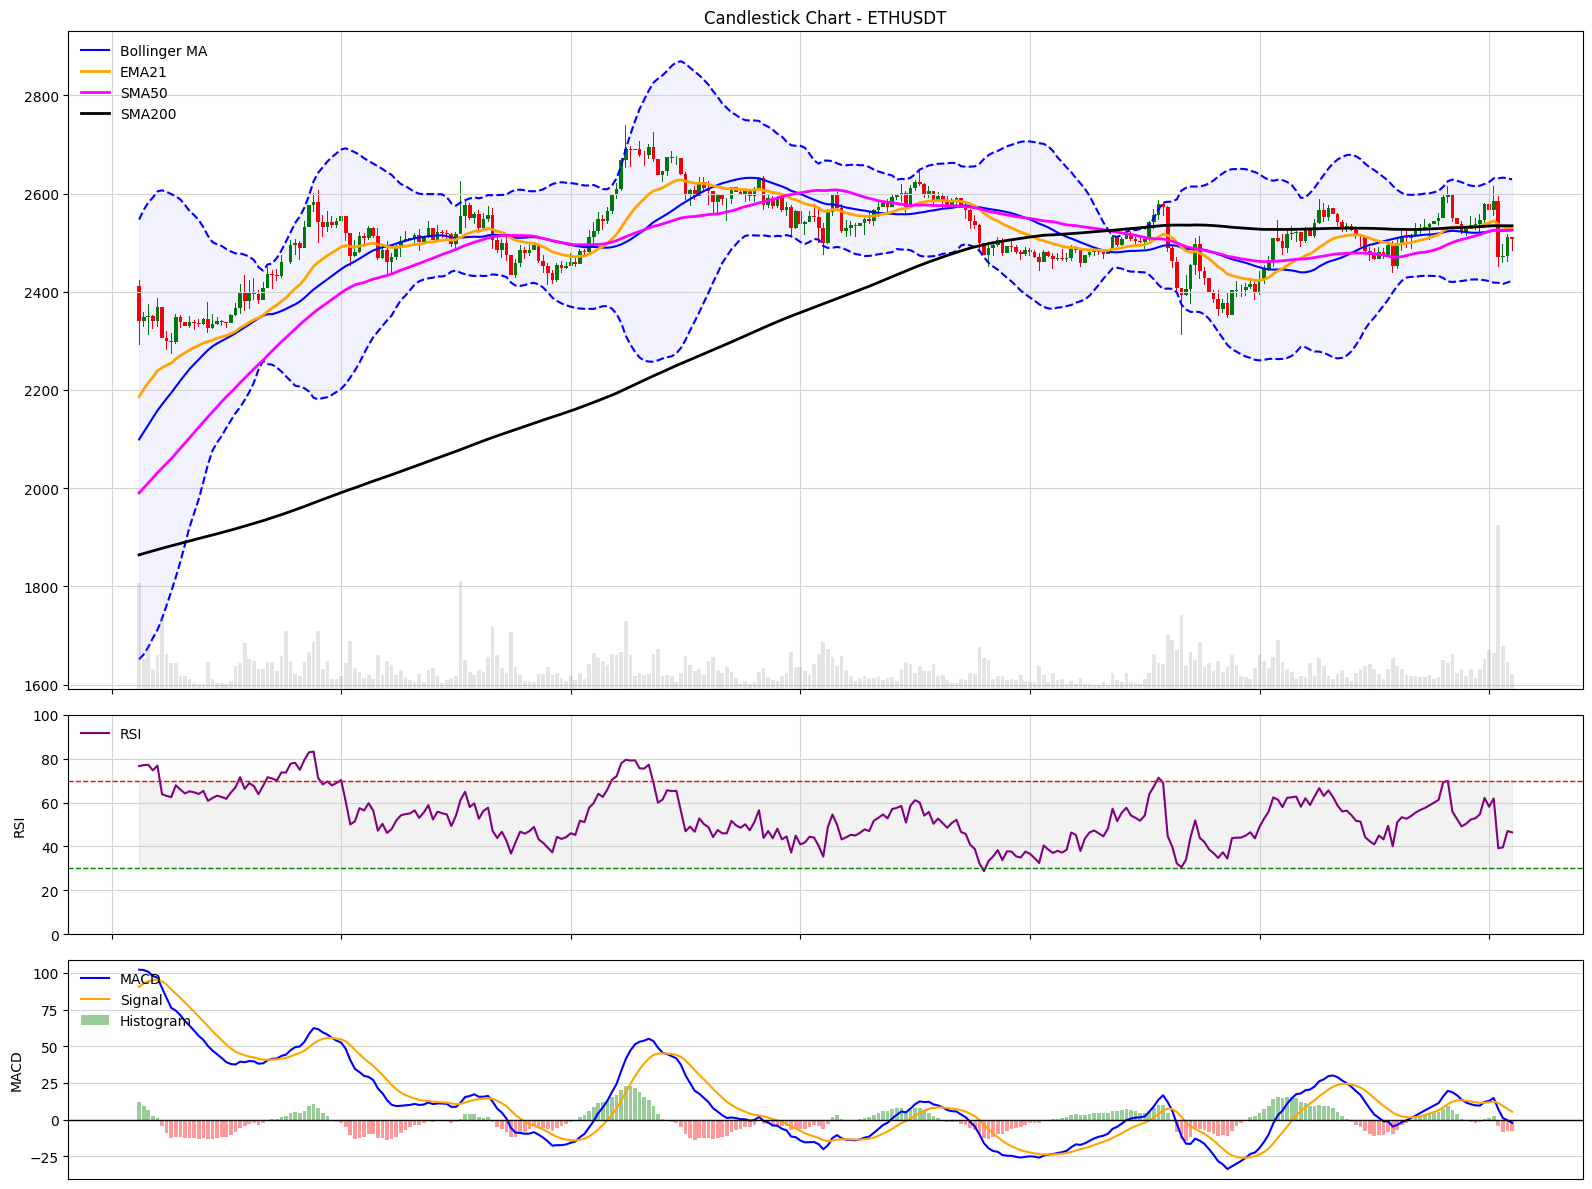 Candlestick Chart - ETHUSDT
Bollinger MA
EMA21
SMA50
SMA200
2800
2600
2400
2200
2000
1800
1600
RSI
RSI
100
80
60
40
20
0
MACD
Signal
Histogram
MACD
100
75
50
25
0
−25